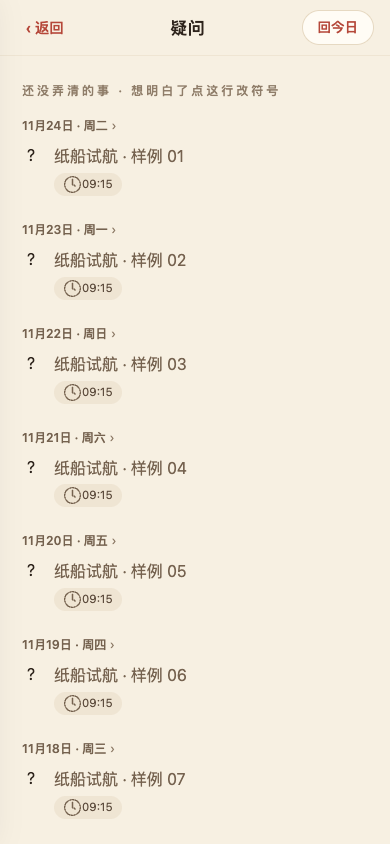 ‹ 返回
疑问
回今日
还没弄清的事 · 想明白了点这行改符号
11月24日 · 周二 ›
? 纸船试航 · 样例 01
09:15
11月23日 · 周一 ›
? 纸船试航 · 样例 02
09:15
11月22日 · 周日 ›
? 纸船试航 · 样例 03
09:15
11月21日 · 周六 ›
? 纸船试航 · 样例 04
09:15
11月20日 · 周五 ›
? 纸船试航 · 样例 05
09:15
11月19日 · 周四 ›
? 纸船试航 · 样例 06
09:15
11月18日 · 周三 ›
? 纸船试航 · 样例 07
09:15